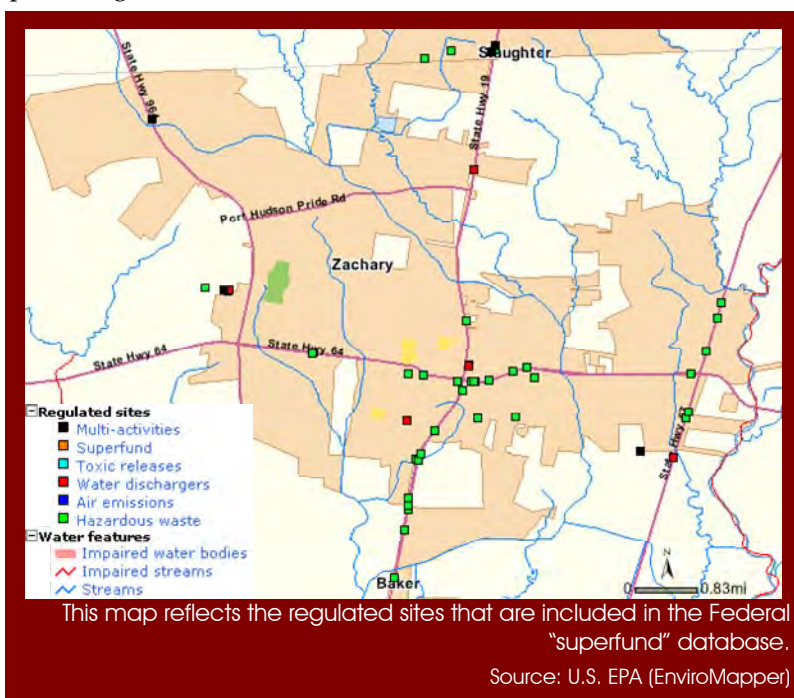 Slaughter
State Hwy 964
State Hwy 19
Port Hudson Pride Rd
Zachary
State Hwy 64
State Hwy 64
State Hwy 67
Regulated sites
Multi-activities
Superfund
Toxic releases
Water dischargers
Air emissions
Hazardous waste
Water features
Impaired water bodies
Impaired streams
Streams
Baker
N
0 0.83mi
This map reflects the regulated sites that are included in the Federal
“superfund” database.
Source: U.S. EPA (EnviroMapper)